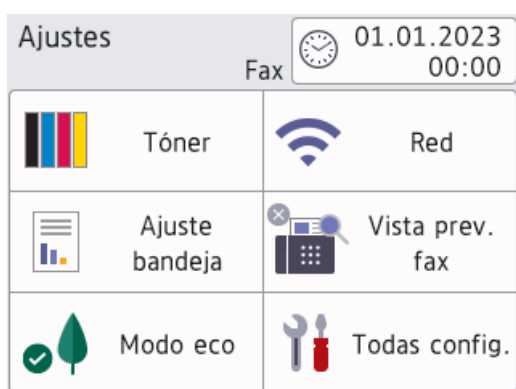 Ajustes
Fax
01.01.2023
00:00
Tóner
Red
Ajuste
bandeja
Vista prev.
fax
Modo eco
Todas config.